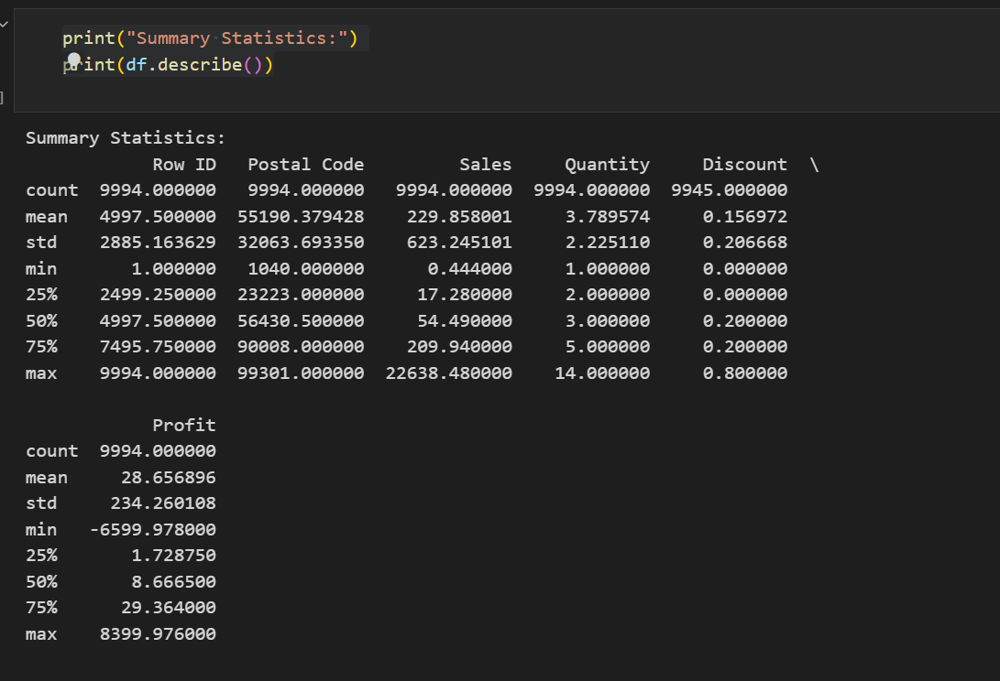 print("Summary Statistics:")
print(df.describe())
]
Summary Statistics:
Row ID Postal Code Sales Quantity Discount \
count 9994.000000 9994.000000 9994.000000 9994.000000 9945.000000
mean 4997.500000 55190.379428 229.858001 3.789574 0.156972
std 2885.163629 32063.693350 623.245101 2.225110 0.206668
min 1.000000 1040.000000 0.444000 1.000000 0.000000
25% 2499.250000 23223.000000 17.280000 2.000000 0.000000
50% 4997.500000 56430.500000 54.490000 3.000000 0.200000
75% 7495.750000 90008.000000 209.940000 5.000000 0.200000
max 9994.000000 99301.000000 22638.480000 14.000000 0.800000
Profit
count 9994.000000
mean 28.656896
std 234.260108
min -6599.978000
25% 1.728750
50% 8.666500
75% 29.364000
max 8399.976000